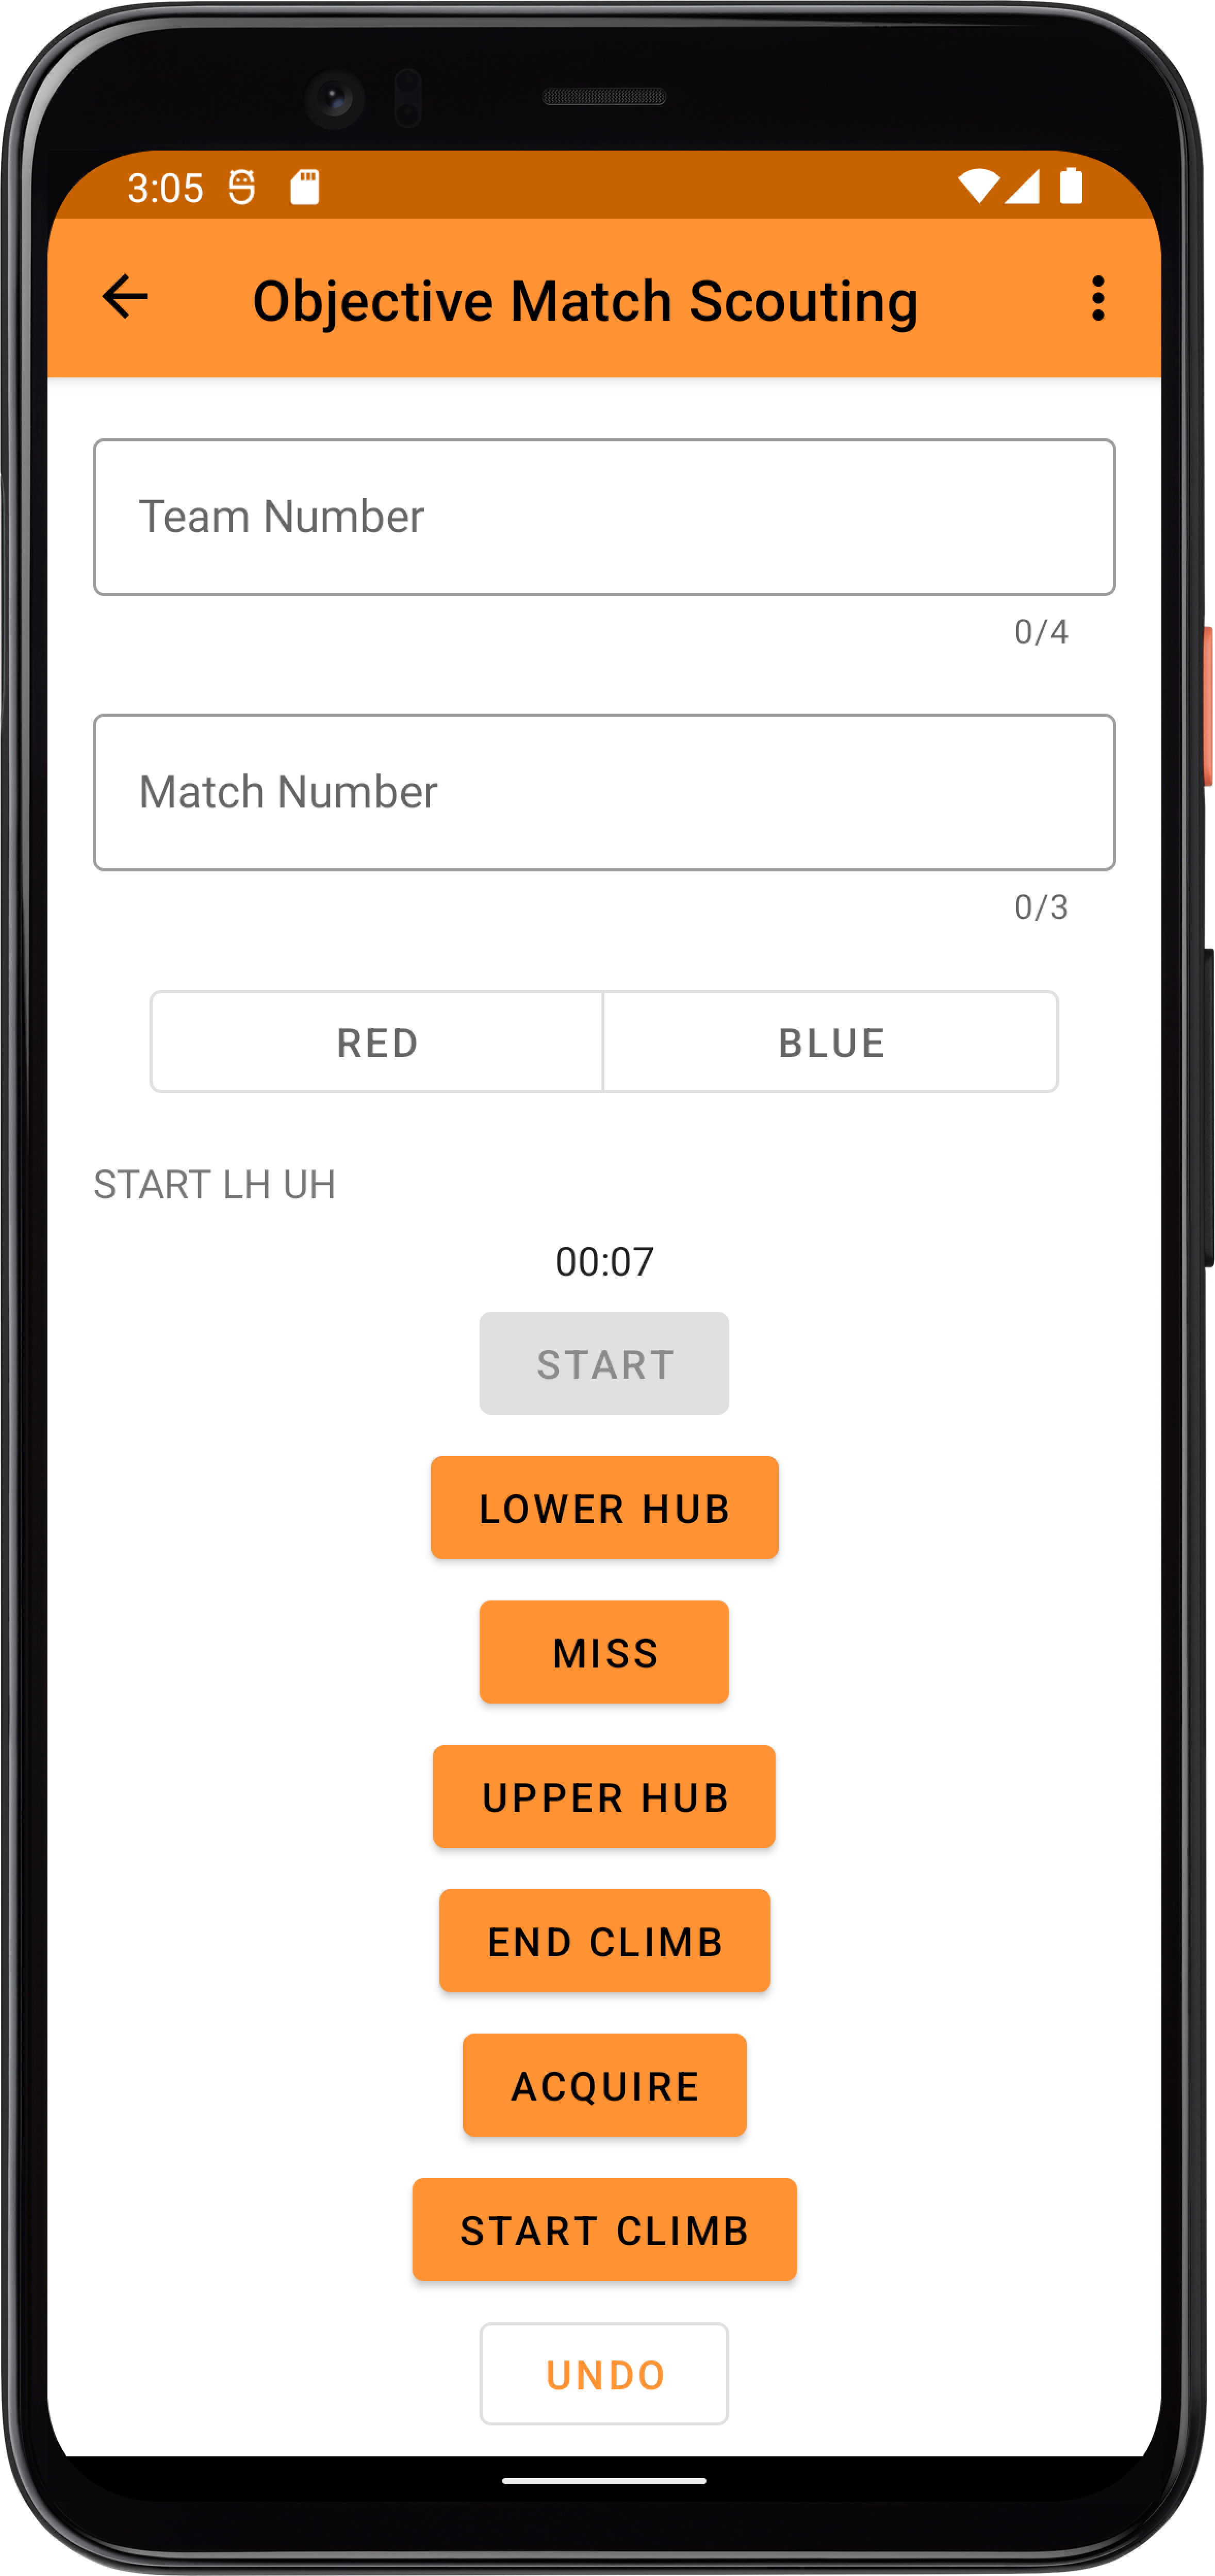 3:05
Objective Match Scouting
Team Number
0/4
Match Number
0/3
RED BLUE
START LH UH
00:07
START
LOWER HUB
MISS
UPPER HUB
END CLIMB
ACQUIRE
START CLIMB
UNDO